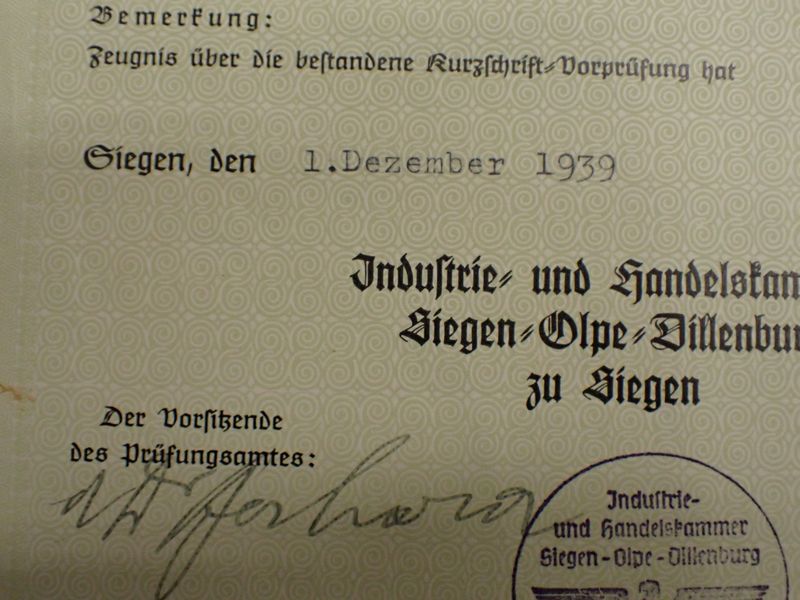 Bemerkung:
Zeugnis über die bestandene Kurzschrift-Vorprüfung hat
Siegen, den 1.Dezember 1939
Industrie- und Handelskam
Siegen-Olpe-Dillenbur
zu Siegen
Der Vorsitzende
des Prüfungsamtes:
Industrie-
und Handelskammer
Siegen-Olpe-Dillenburg